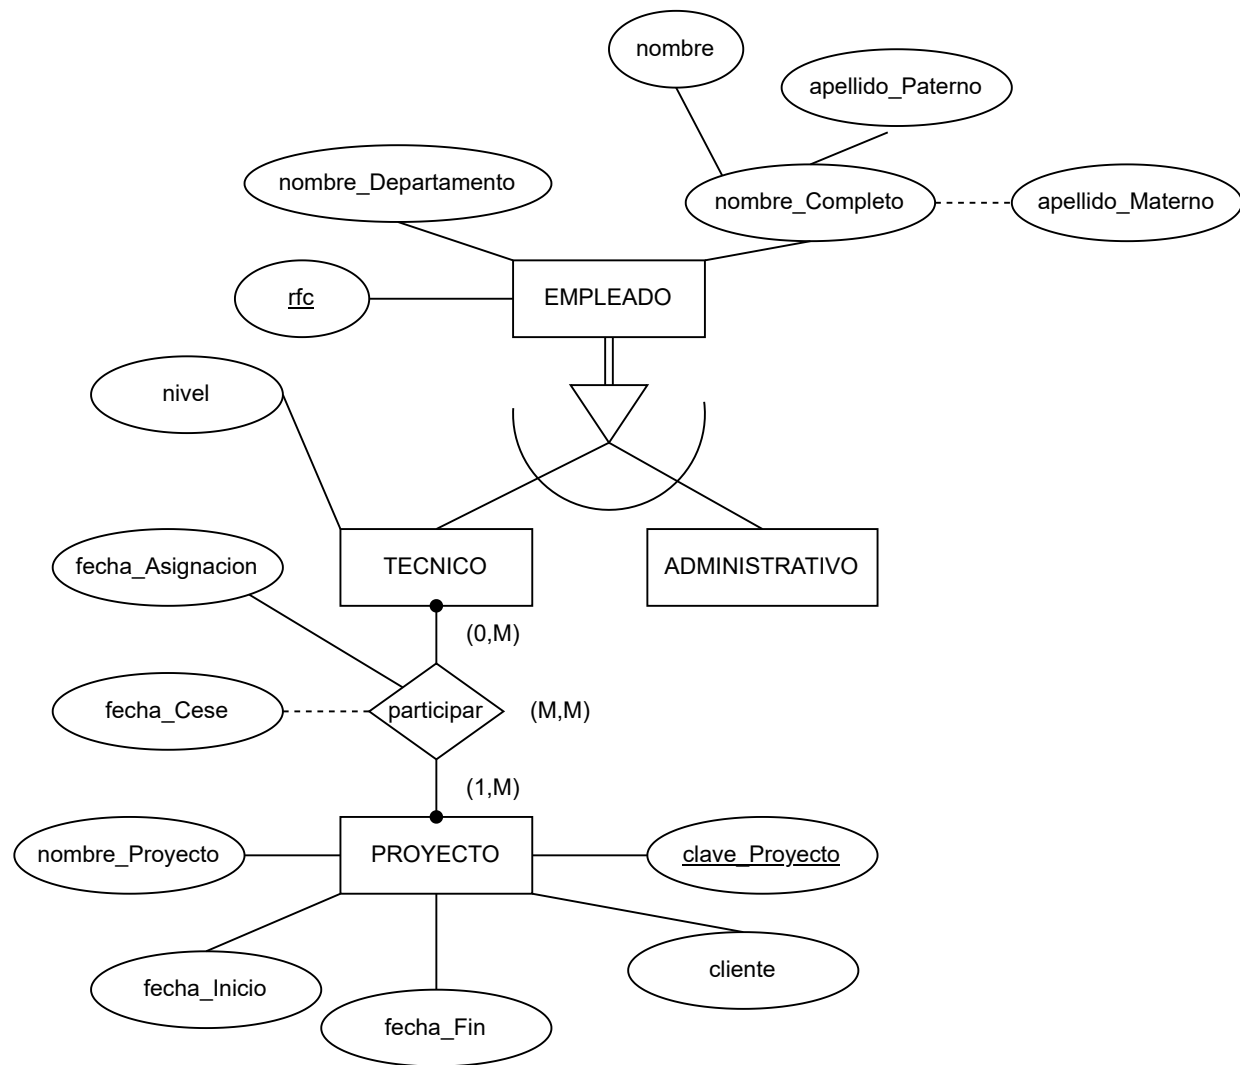 nombre
apellido_Paterno
nombre_Departamento
nombre_Completo
apellido_Materno
rfc
EMPLEADO
nivel
fecha_Asignacion
TECNICO
ADMINISTRATIVO
(0,M)
fecha_Cese
participar
(M,M)
(1,M)
nombre_Proyecto
PROYECTO
clave_Proyecto
cliente
fecha_Inicio
fecha_Fin